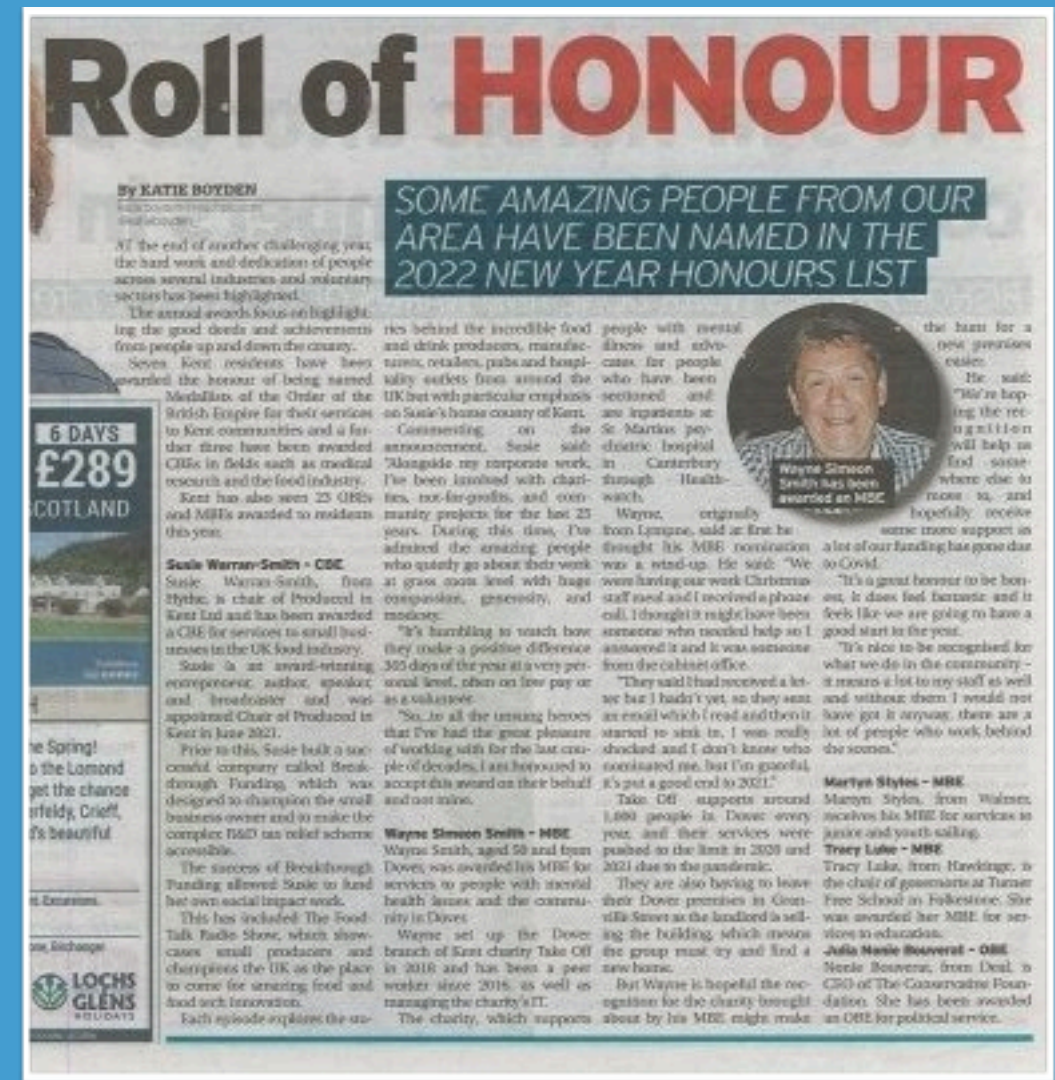 Roll of HONOUR
By KATIE BOYDEN
SOME AMAZING PEOPLE FROM OUR
AREA HAVE BEEN NAMED IN THE
2022 NEW YEAR HONOURS LIST
AT the end of another challenging year,
the hard work and dedication of people
across several industries and voluntary
sectors has been highlighted.
The annual awards focus on highlight-
ing the good deeds and achievements
from people up and down the county.
Seven Kent residents have been
awarded the honour of being named
Medallists of the Order of the
British Empire for their services
to Kent communities and a fur-
ther three have been awarded
CBEs in fields such as medical
research and the food industry.
Kent has also seen 23 OBEs
and MBEs awarded to residents
this year.
Susie Warran-Smith - CBE
Susie Warran-Smith, from
Hythe, is chair of Produced in
Kent Ltd and has been awarded
a CBE for services to small busi-
nesses in the UK food industry.
Susie is an award-winning
entrepreneur, author, speaker,
and broadcaster and was
appointed Chair of Produced in
Kent in June 2021.
Prior to this, Susie built a suc-
cessful company called Break-
through Funding, which was
designed to champion the small
business owner and to make the
complex R&D tax relief scheme
accessible.
The success of Breakthrough
Funding allowed Susie to fund
her own social impact work.
This has included The Food
Talk Radio Show, which show-
cases small producers and
champions the UK as the place
to come for amazing food and
food tech innovation.
Each episode explores the sto-
ries behind the incredible food
and drink producers, manufac-
turers, retailers, pubs and hospi-
tality outlets from around the
UK but with particular emphasis
on Susie's home county of Kent.
Commenting on the
announcement, Susie said:
"Alongside my corporate work,
I've been involved with chari-
ties, not-for-profits, and com-
munity projects for the last 25
years. During this time, I've
admired the amazing people
who quietly go about their work
at grass roots level with huge
compassion, generosity, and
modesty.
"It's humbling to watch how
they make a positive difference
365 days of the year at a very per-
sonal level, often on low pay or
as a volunteer.
"So...to all the unsung heroes
that I've had the great pleasure
of working with for the last cou-
ple of decades, I am honoured to
accept this award on their behalf
and not mine.
Wayne Simeon Smith - MBE
Wayne Smith, aged 50 and from
Dover, was awarded his MBE for
services to people with mental
health issues and the commu-
nity in Dover.
Wayne set up the Dover
branch of Kent charity Take Off
in 2018 and has been a peer
worker since 2016, as well as
managing the charity's IT.
The charity, which supports
people with mental
illness and advo-
cates for people
who have been
sectioned and
are inpatients at
St Martins psy-
chiatric hospital
in Canterbury
through Health-
watch.
Wayne, originally
from Lympne, said at first he
thought his MBE nomination
was a wind-up. He said: "We
were having our work Christmas
staff meal and I received a phone
call. I thought it might have been
someone who needed help so I
answered it and it was someone
from the cabinet office.
"They said I had received a let-
ter but I hadn't yet, so they sent
an email which I read and then it
started to sink in. I was really
shocked and I don't know who
nominated me, but I'm grateful,
it's put a good end to 2021."
Take Off supports around
1,000 people in Dover every
year, and their services were
pushed to the limit in 2020 and
2021 due to the pandemic.
They are also having to leave
their Dover premises in Gran-
ville Street as the landlord is sell-
ing the building, which means
the group must try and find a
new home.
But Wayne is hopeful the rec-
ognition for the charity brought
about by his MBE might make
Wayne Simeon
Smith has been
awarded an MBE
the hunt for a
new premises
easier.
He said:
"We're hop-
ing the rec-
ognition
will help us
find some-
where else to
move to, and
hopefully receive
some more support as
a lot of our funding has gone due
to Covid.
"It's a great honour to be hon-
est, it does feel fantastic and it
feels like we are going to have a
good start to the year.
"It's nice to be recognised for
what we do in the community -
it means a lot to my staff as well
and without them I would not
have got it anyway, there are a
lot of people who work behind
the scenes."
Martyn Styles - MBE
Martyn Styles, from Walmer,
receives his MBE for services to
junior and youth sailing.
Tracy Luke - MBE
Tracy Luke, from Hawkinge, is
the chair of governors at Turner
Free School in Folkestone. She
was awarded her MBE for ser-
vices to education.
Julia Nonie Bouverat - OBE
Nonie Bouverat, from Deal, is
CEO of The Conservative Foun-
dation. She has been awarded
an OBE for political service.
6 DAYS
£289
SCOTLAND
he Spring!
o the Lomond
get the chance
erfeldy, Crieff,
d's beautiful
Excursions.
LOCHS
GLENS
HOLIDAYS